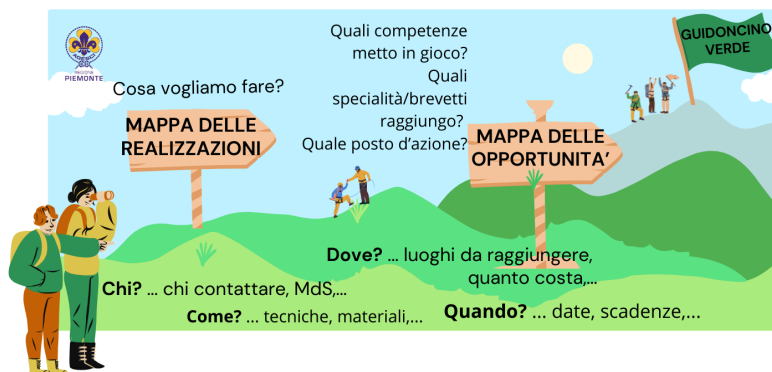 AGESCI
REGIONE
PIEMONTE
Cosa vogliamo fare?
MAPPA DELLE
REALIZZAZIONI
Quali competenze
metto in gioco?
Quali
specialità/brevetti
raggiungo?
Quale posto d’azione?
MAPPA DELLE
OPPORTUNITA’
GUIDONCINO
VERDE
Dove? ... luoghi da raggiungere,
quanto costa,...
Chi? ... chi contattare, MdS,...
Come? ... tecniche, materiali,...
Quando? ... date, scadenze,...